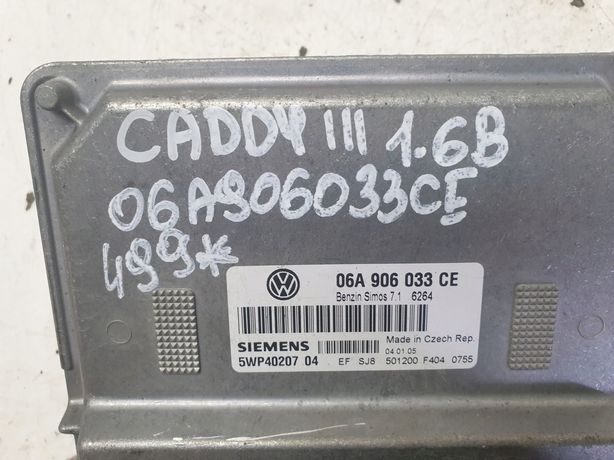 CADDY III 1.6B
06A906033CE
499*
06A 906 033 CE
Benzin Simos 7.1 6264
SIEMENS Made in Czech Rep.
04.01.05
5WP40207 04 EF SJ8 501200 F404 0755